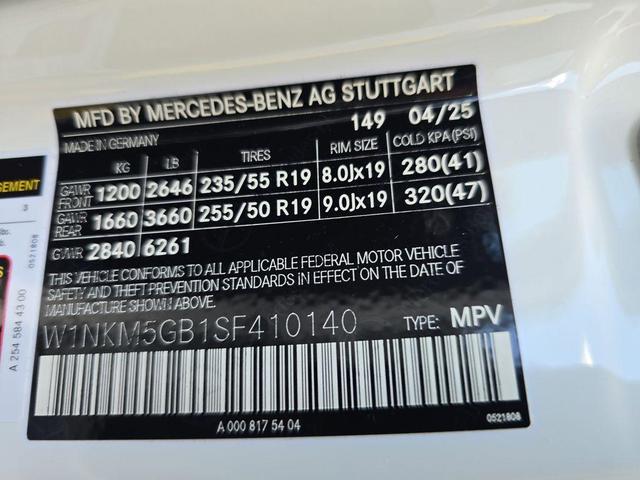 MFD BY MERCEDES-BENZ AG STUTTGART
149 04/25
MADE IN GERMANY
KG LB TIRES RIM SIZE COLD KPA(PSI)
GAWR FRONT 1200 2646 235/55 R19 8.0Jx19 280(41)
GAWR REAR 1660 3660 255/50 R19 9.0Jx19 320(47)
GVWR 2840 6261
THIS VEHICLE CONFORMS TO ALL APPLICABLE FEDERAL MOTOR VEHICLE
SAFETY AND THEFT PREVENTION STANDARDS IN EFFECT ON THE DATE OF
MANUFACTURE SHOWN ABOVE.
W1NKM5GB1SF410140 TYPE: MPV
A 000 817 54 04
0521808
A 254 584 43 00
0521808